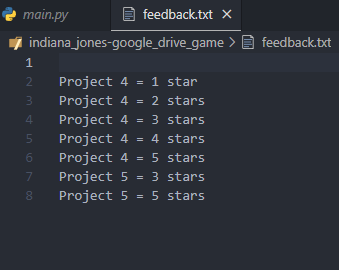 main.py feedback.txt ×
indiana_jones-google_drive_game > feedback.txt
1
2 Project 4 = 1 star
3 Project 4 = 2 stars
4 Project 4 = 3 stars
5 Project 4 = 4 stars
6 Project 4 = 5 stars
7 Project 5 = 3 stars
8 Project 5 = 5 stars